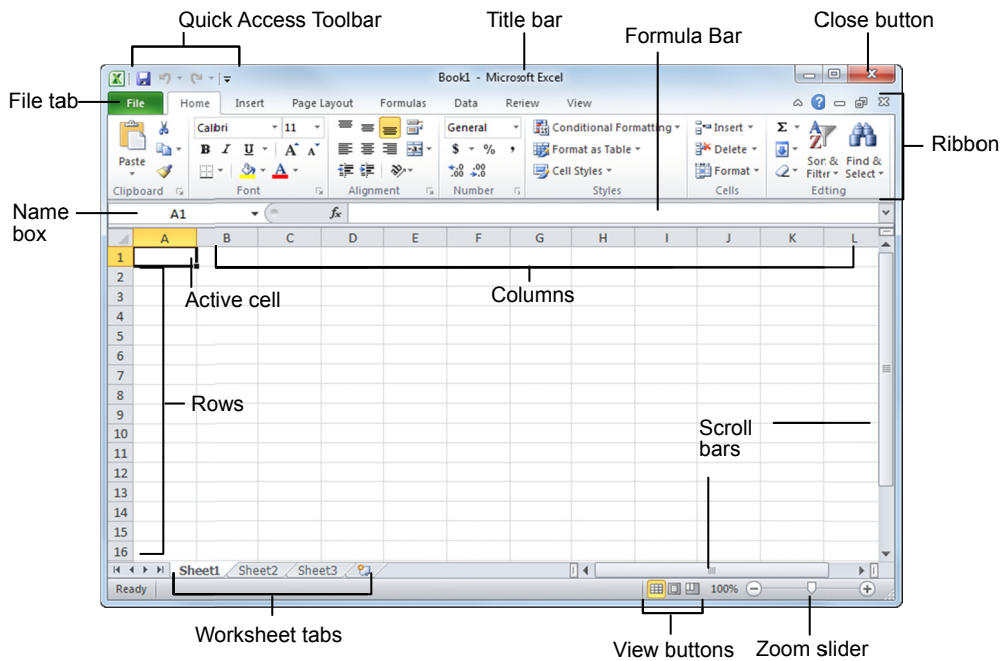 Quick Access Toolbar
Title bar
Close button
Formula Bar
Book1 - Microsoft Excel
File tab
File Home Insert Page Layout Formulas Data Review View
Calibri 11 General Conditional Formatting Insert Σ
Paste B I U A A $ % , Format as Table Delete Sor: & Find &
A .00 .00 Cell Styles Format Filter Select
Clipboard Font Alignment Number Styles Cells Editing
Ribbon
Name
box
A1 fx
A B C D E F G H I J K L
1
2
Active cell
Columns
3
4
5
6
7
8
Rows
9
10
Scroll
bars
11
12
13
14
15
16
Sheet1 Sheet2 Sheet3
Ready 100%
Worksheet tabs
View buttons
Zoom slider